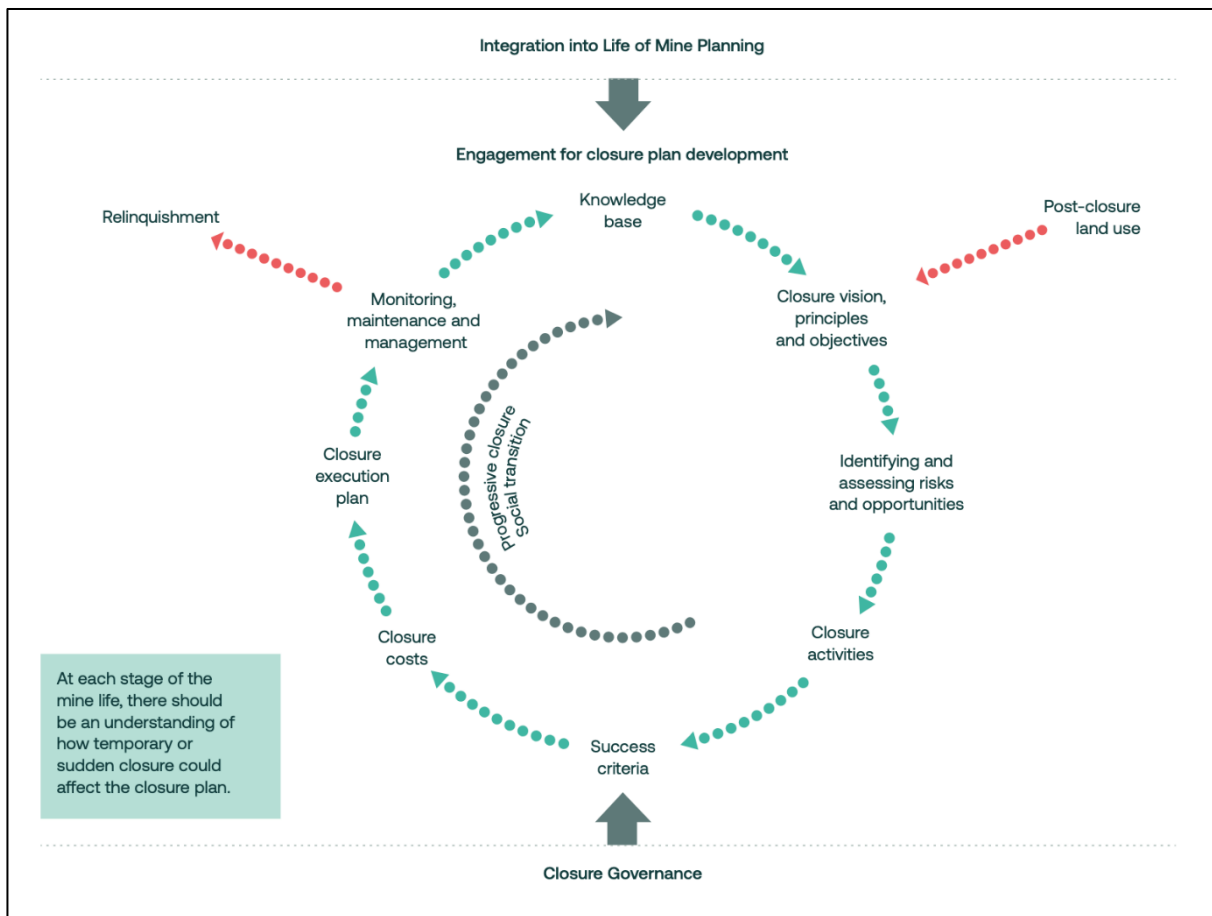 Integration into Life of Mine Planning
Engagement for closure plan development
Knowledge
base
Relinquishment
Post-closure
land use
Closure vision,
principles
and objectives
Monitoring,
maintenance and
management
Progressive closure
Social transition
Closure
execution
plan
Identifying and
assessing risks
and opportunities
Closure
costs
Closure
activities
At each stage of the
mine life, there should
be an understanding of
how temporary or
sudden closure could
affect the closure plan.
Success
criteria
Closure Governance